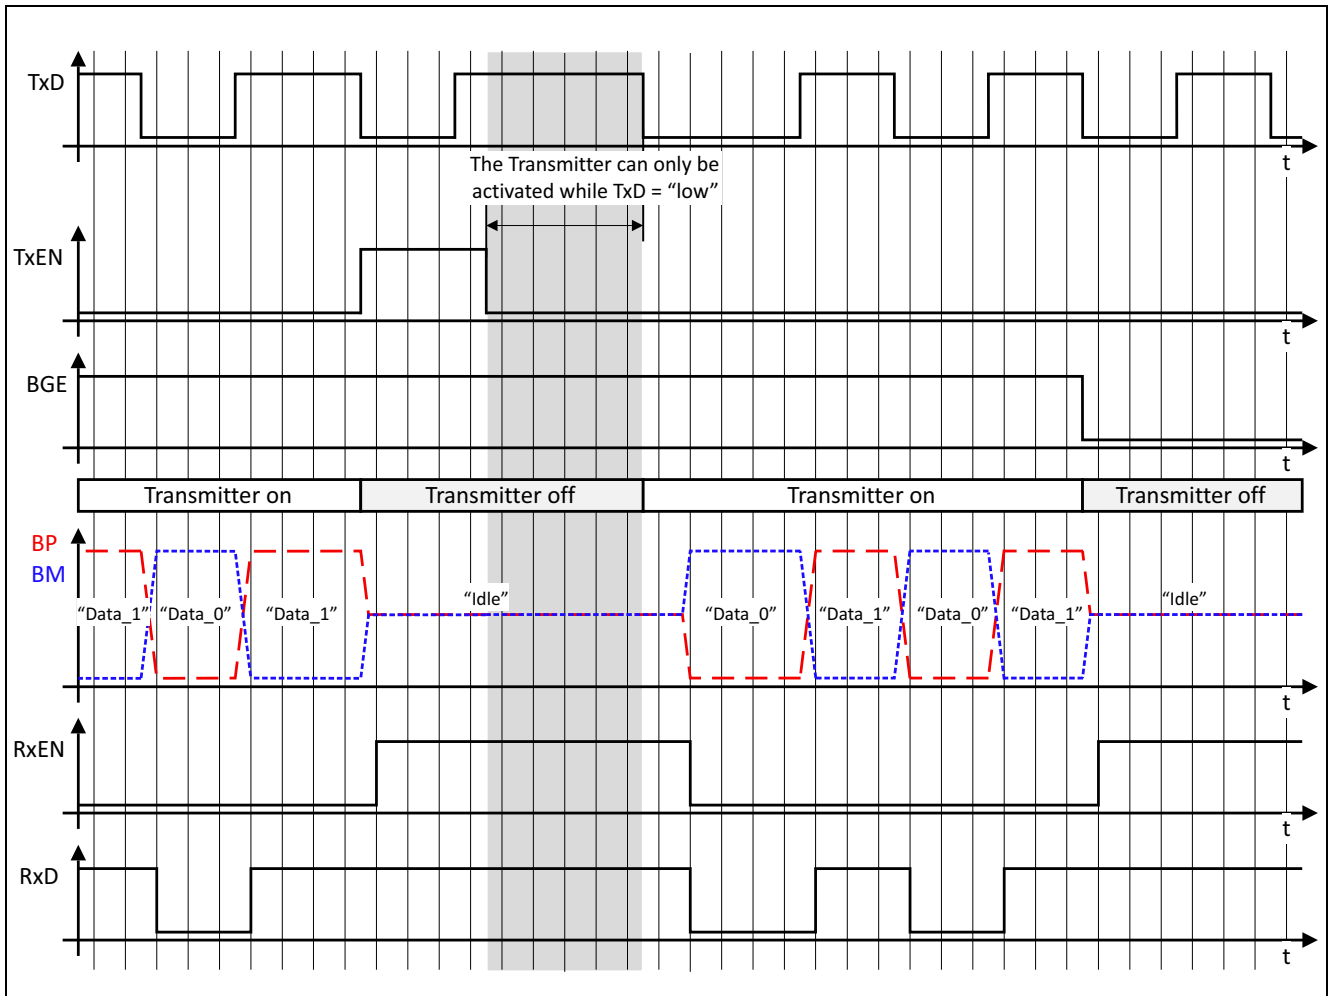 TxD
t
The Transmitter can only be
activated while TxD = “low”
TxEN
t
BGE
t
Transmitter on Transmitter off Transmitter on Transmitter off
BP
BM
“Idle” “Idle”
“Data_1” “Data_0” “Data_1” “Data_0” “Data_1” “Data_0” “Data_1”
t
RxEN
t
RxD
t